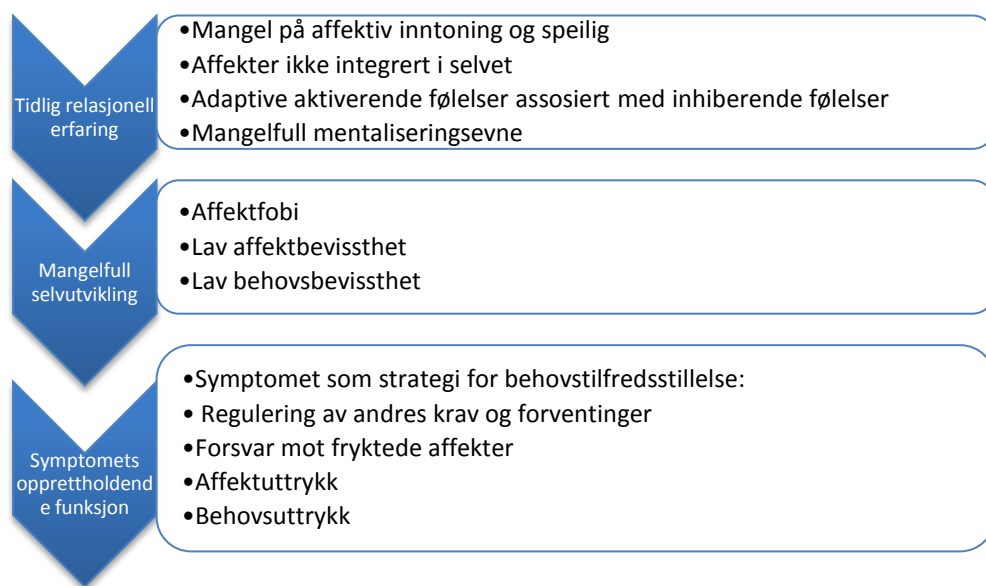 Tidlig relasjonell
erfaring
•Mangel på affektiv inntoning og speilig
•Affekter ikke integrert i selvet
•Adaptive aktiverende følelser assosiert med inhiberende følelser
•Mangelfull mentaliseringsevne
Mangelfull
selvutvikling
•Affektfobi
•Lav affektbevissthet
•Lav behovsbevissthet
Symptomets
opprettholdend
e funksjon
•Symptomet som strategi for behovstilfredsstillelse:
• Regulering av andres krav og forventinger
•Forsvar mot fryktede affekter
•Affektuttrykk
•Behovsuttrykk